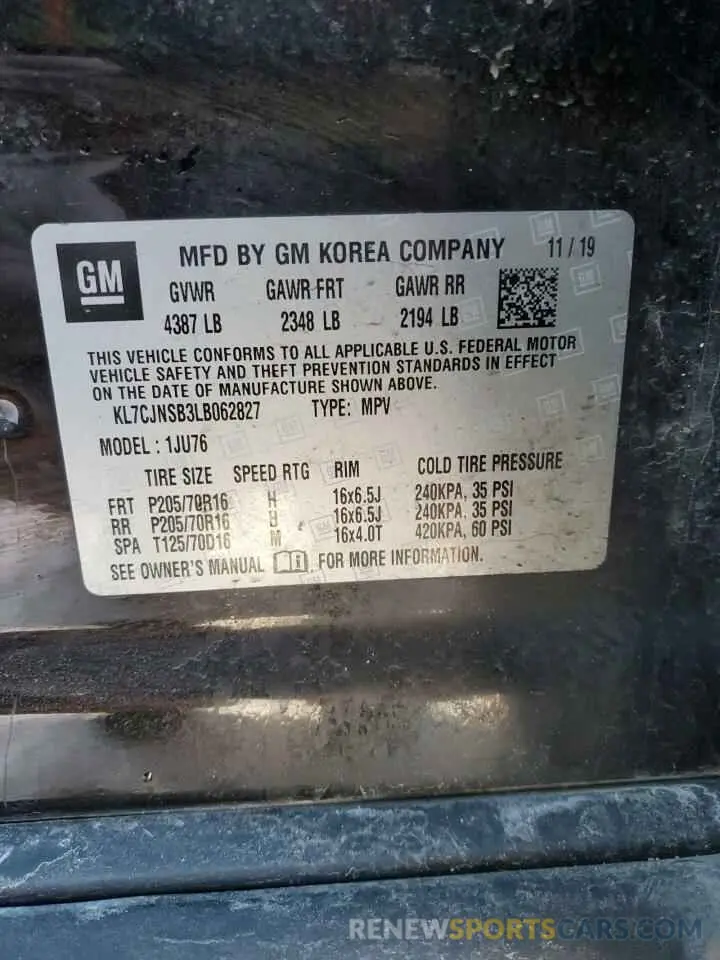 GM
MFD BY GM KOREA COMPANY 11 / 19
GVWR GAWR FRT GAWR RR
4387 LB 2348 LB 2194 LB
THIS VEHICLE CONFORMS TO ALL APPLICABLE U.S. FEDERAL MOTOR
VEHICLE SAFETY AND THEFT PREVENTION STANDARDS IN EFFECT
ON THE DATE OF MANUFACTURE SHOWN ABOVE.
KL7CJNSB3LB062827 TYPE: MPV
MODEL : 1JU76
TIRE SIZE SPEED RTG RIM COLD TIRE PRESSURE
FRT P205/70R16 H 16x6.5J 240KPA, 35 PSI
RR P205/70R16 H 16x6.5J 240KPA, 35 PSI
SPA T125/70D16 M 16x4.0T 420KPA, 60 PSI
SEE OWNER'S MANUAL FOR MORE INFORMATION.
RENEWSPORTSCARS.COM